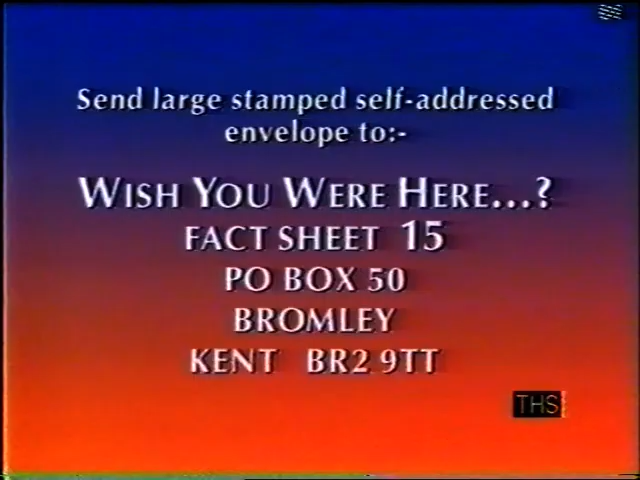 Send large stamped self-addressed
envelope to:-
WISH YOU WERE HERE...?
FACT SHEET 15
PO BOX 50
BROMLEY
KENT BR2 9TT
THS